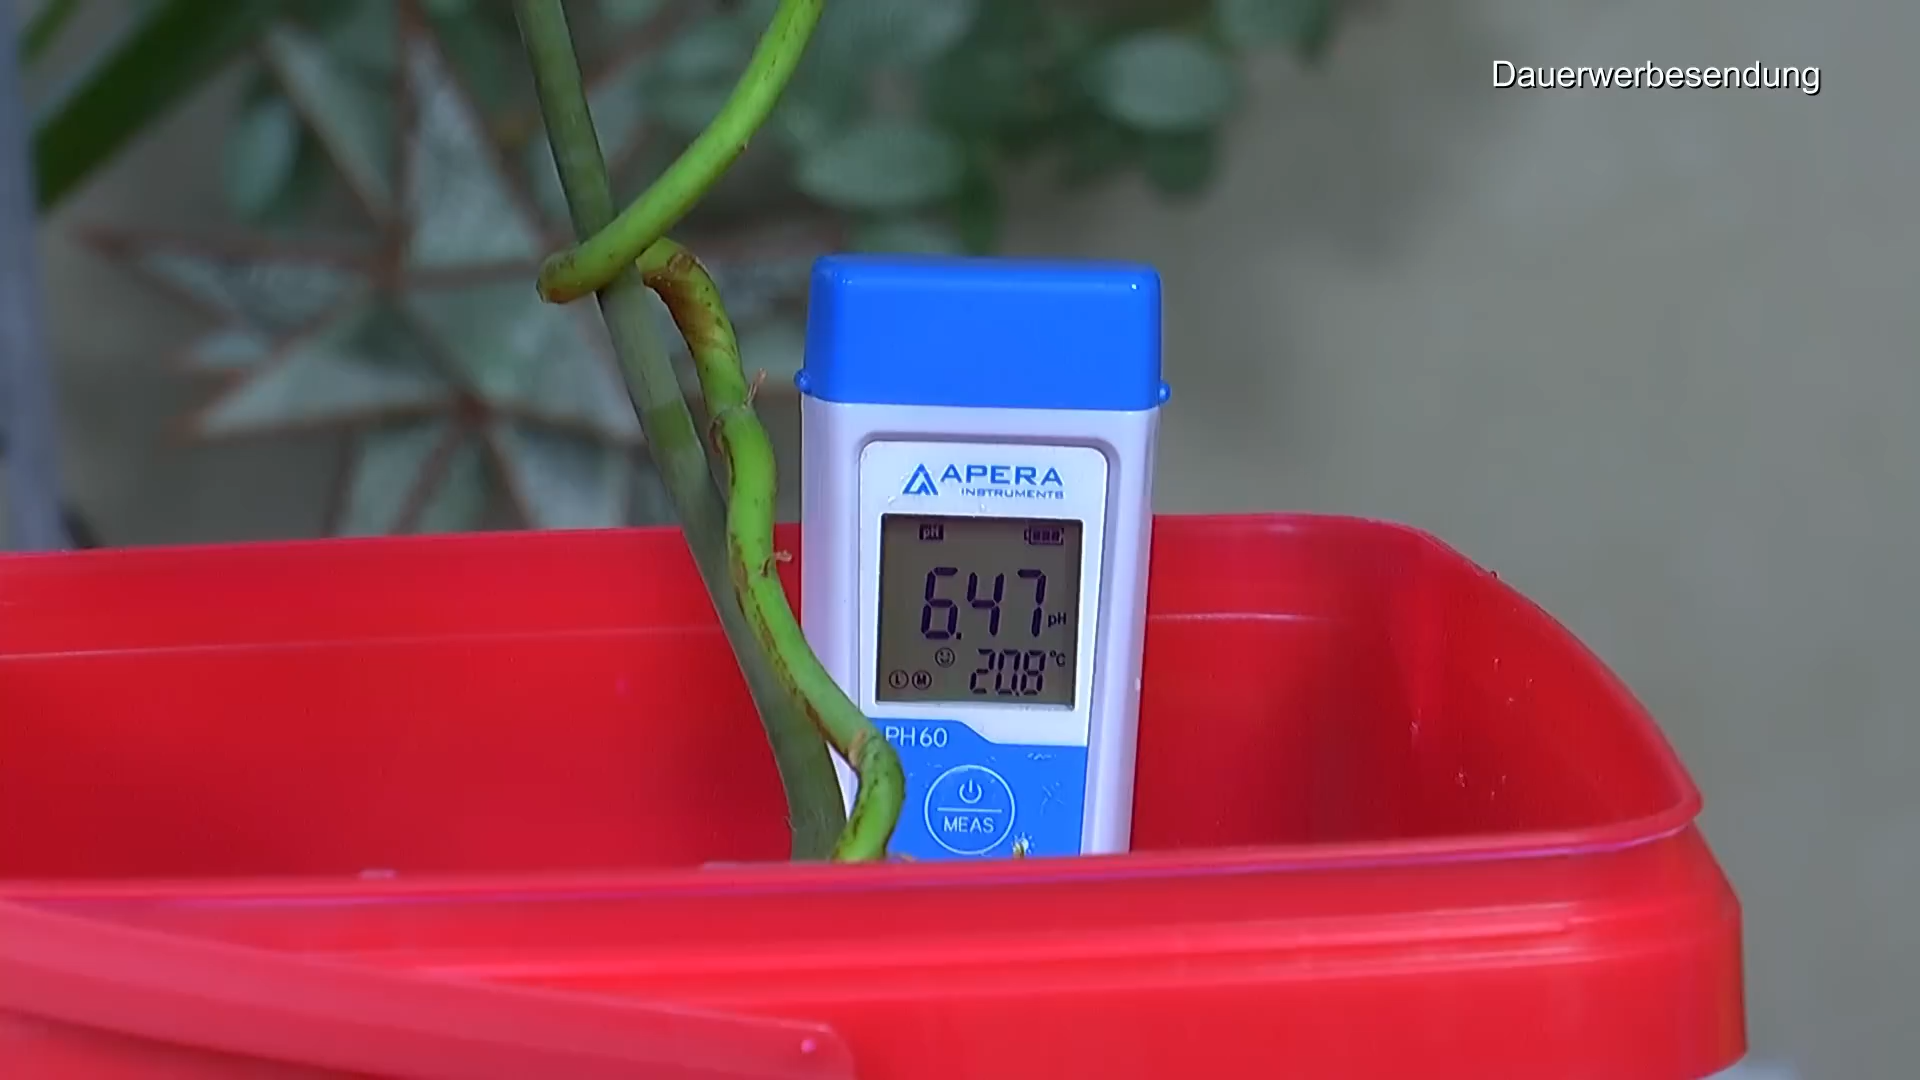 Dauerwerbesendung
APERA
INSTRUMENTS
pH
6.47 pH
20.8 °C
L M
PH60
MEAS